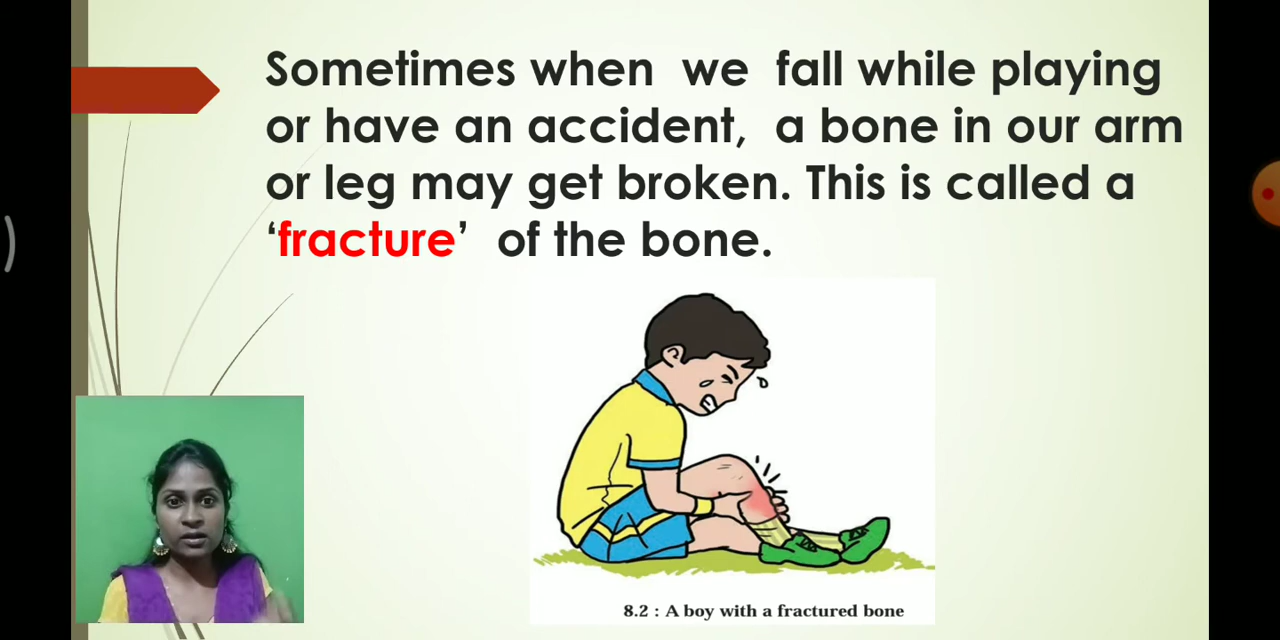 Sometimes when we fall while playing
or have an accident, a bone in our arm
or leg may get broken. This is called a
‘fracture’ of the bone.
8.2 : A boy with a fractured bone